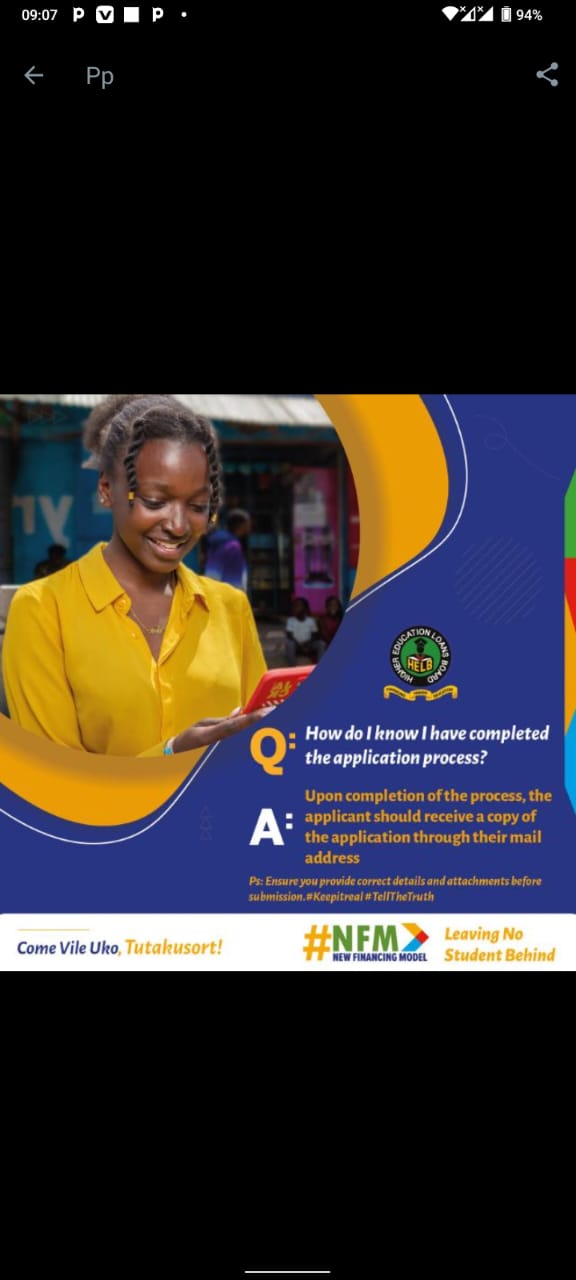 09:07
94%
Pp
HIGHER EDUCATION LOANS BOARD
HELB
Q: How do I know I have completed
the application process?
A: Upon completion of the process, the
applicant should receive a copy of
the application through their mail
address
Ps: Ensure you provide correct details and attachments before
submission.#Keepitreal #TellTheTruth
Come Vile Uko, Tutakusort!
#NFM
NEW FINANCING MODEL
Leaving No
Student Behind